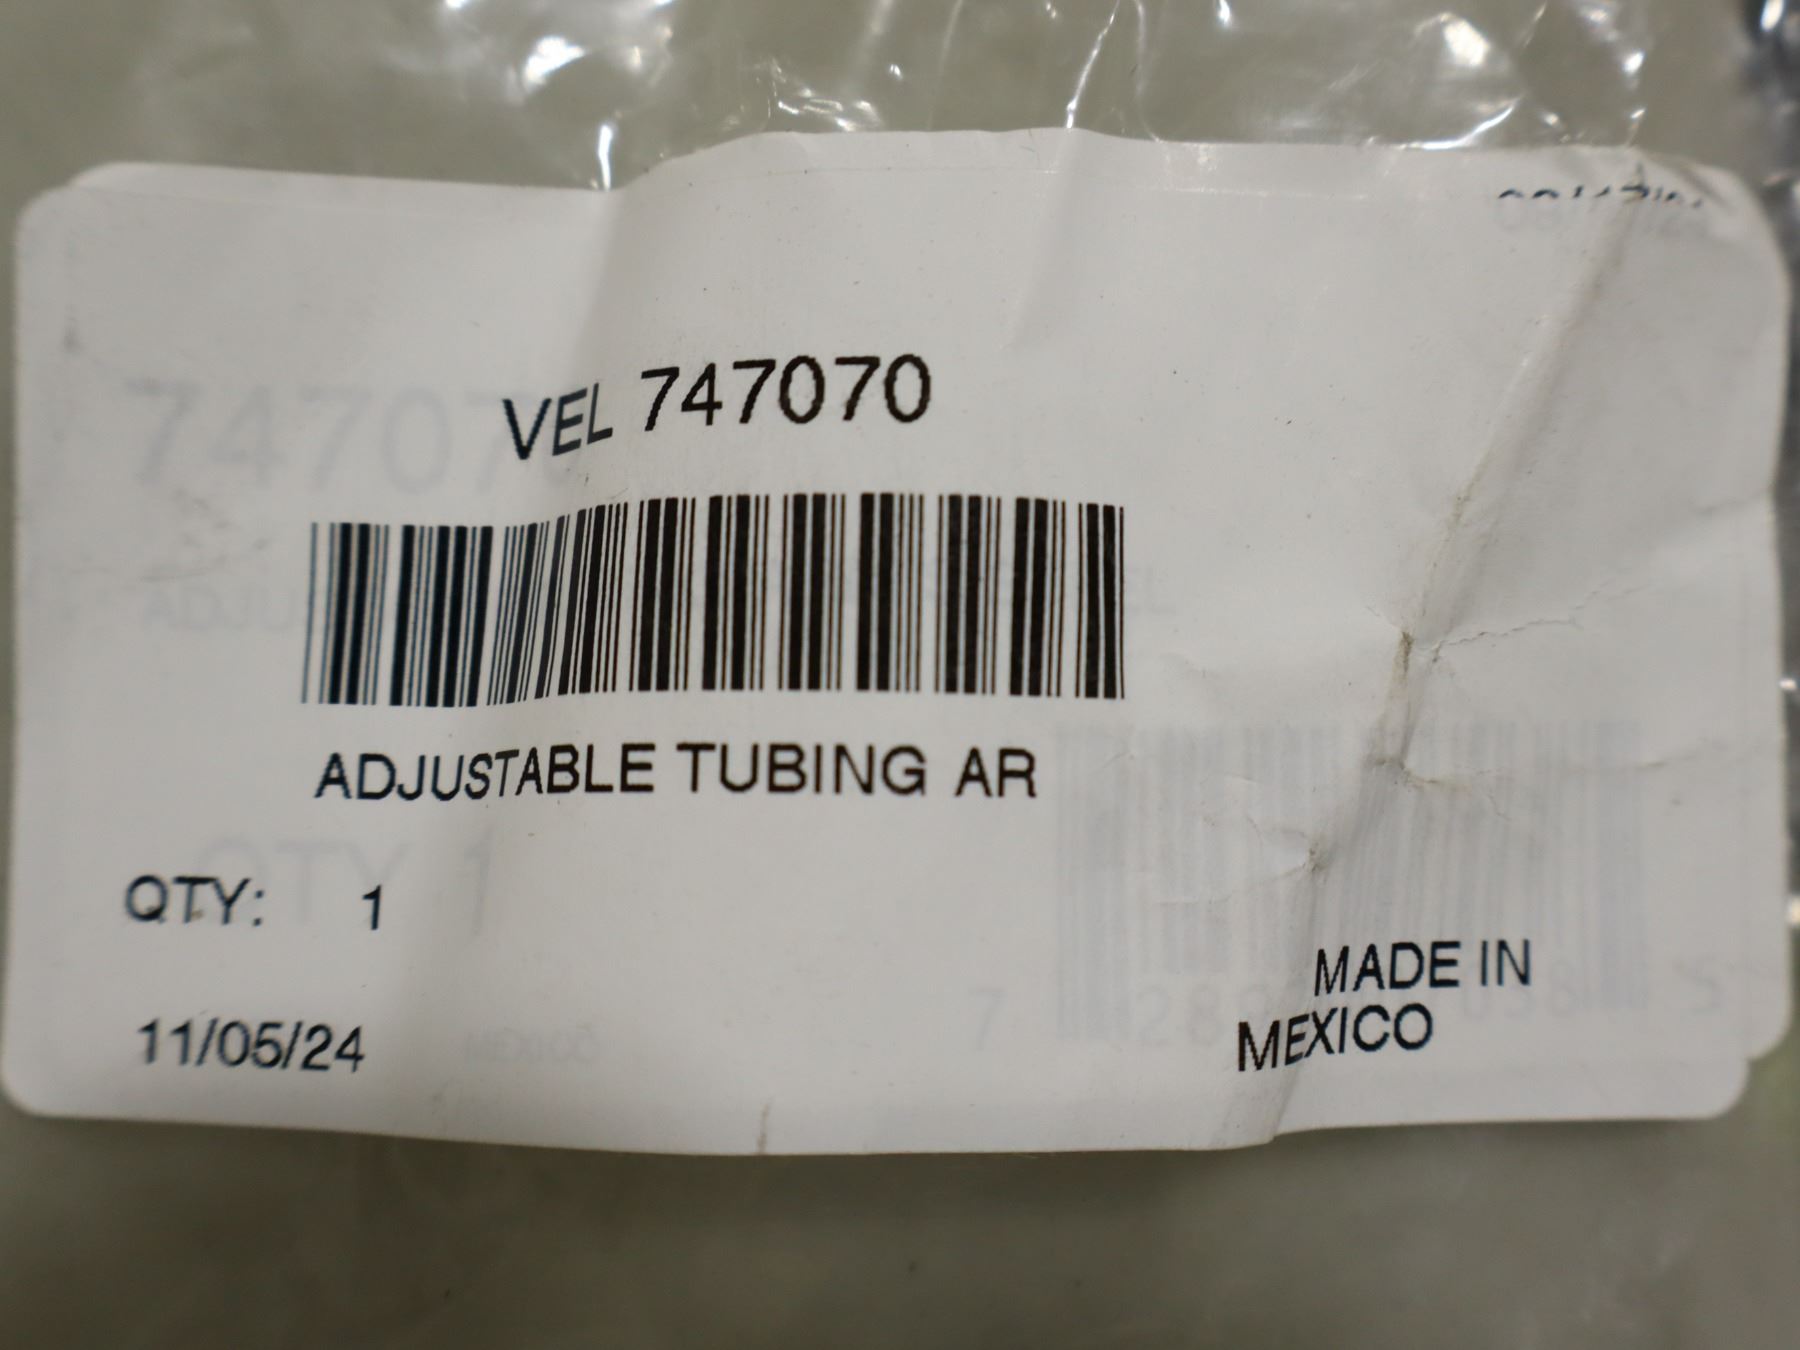 VEL 747070
ADJUSTABLE TUBING AR
QTY: 1
11/05/24
MADE IN
MEXICO